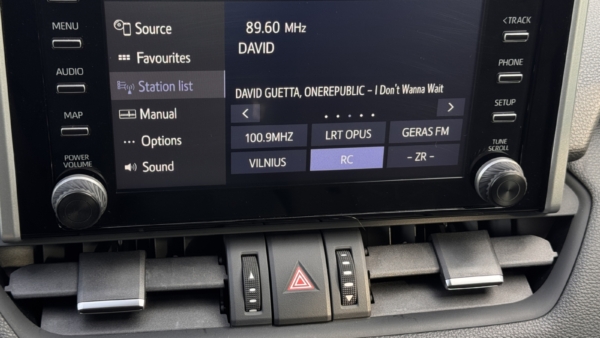 MENU
AUDIO
MAP
POWER
VOLUME
Source
Favourites
Station list
Manual
Options
Sound
89.60 MHz
DAVID
DAVID GUETTA, ONEREPUBLIC – I Don't Wanna Wait
< >
100.9MHZ LRT OPUS GERAS FM
VILNIUS RC - ZR -
<TRACK
PHONE
SETUP
TUNE
SCROLL